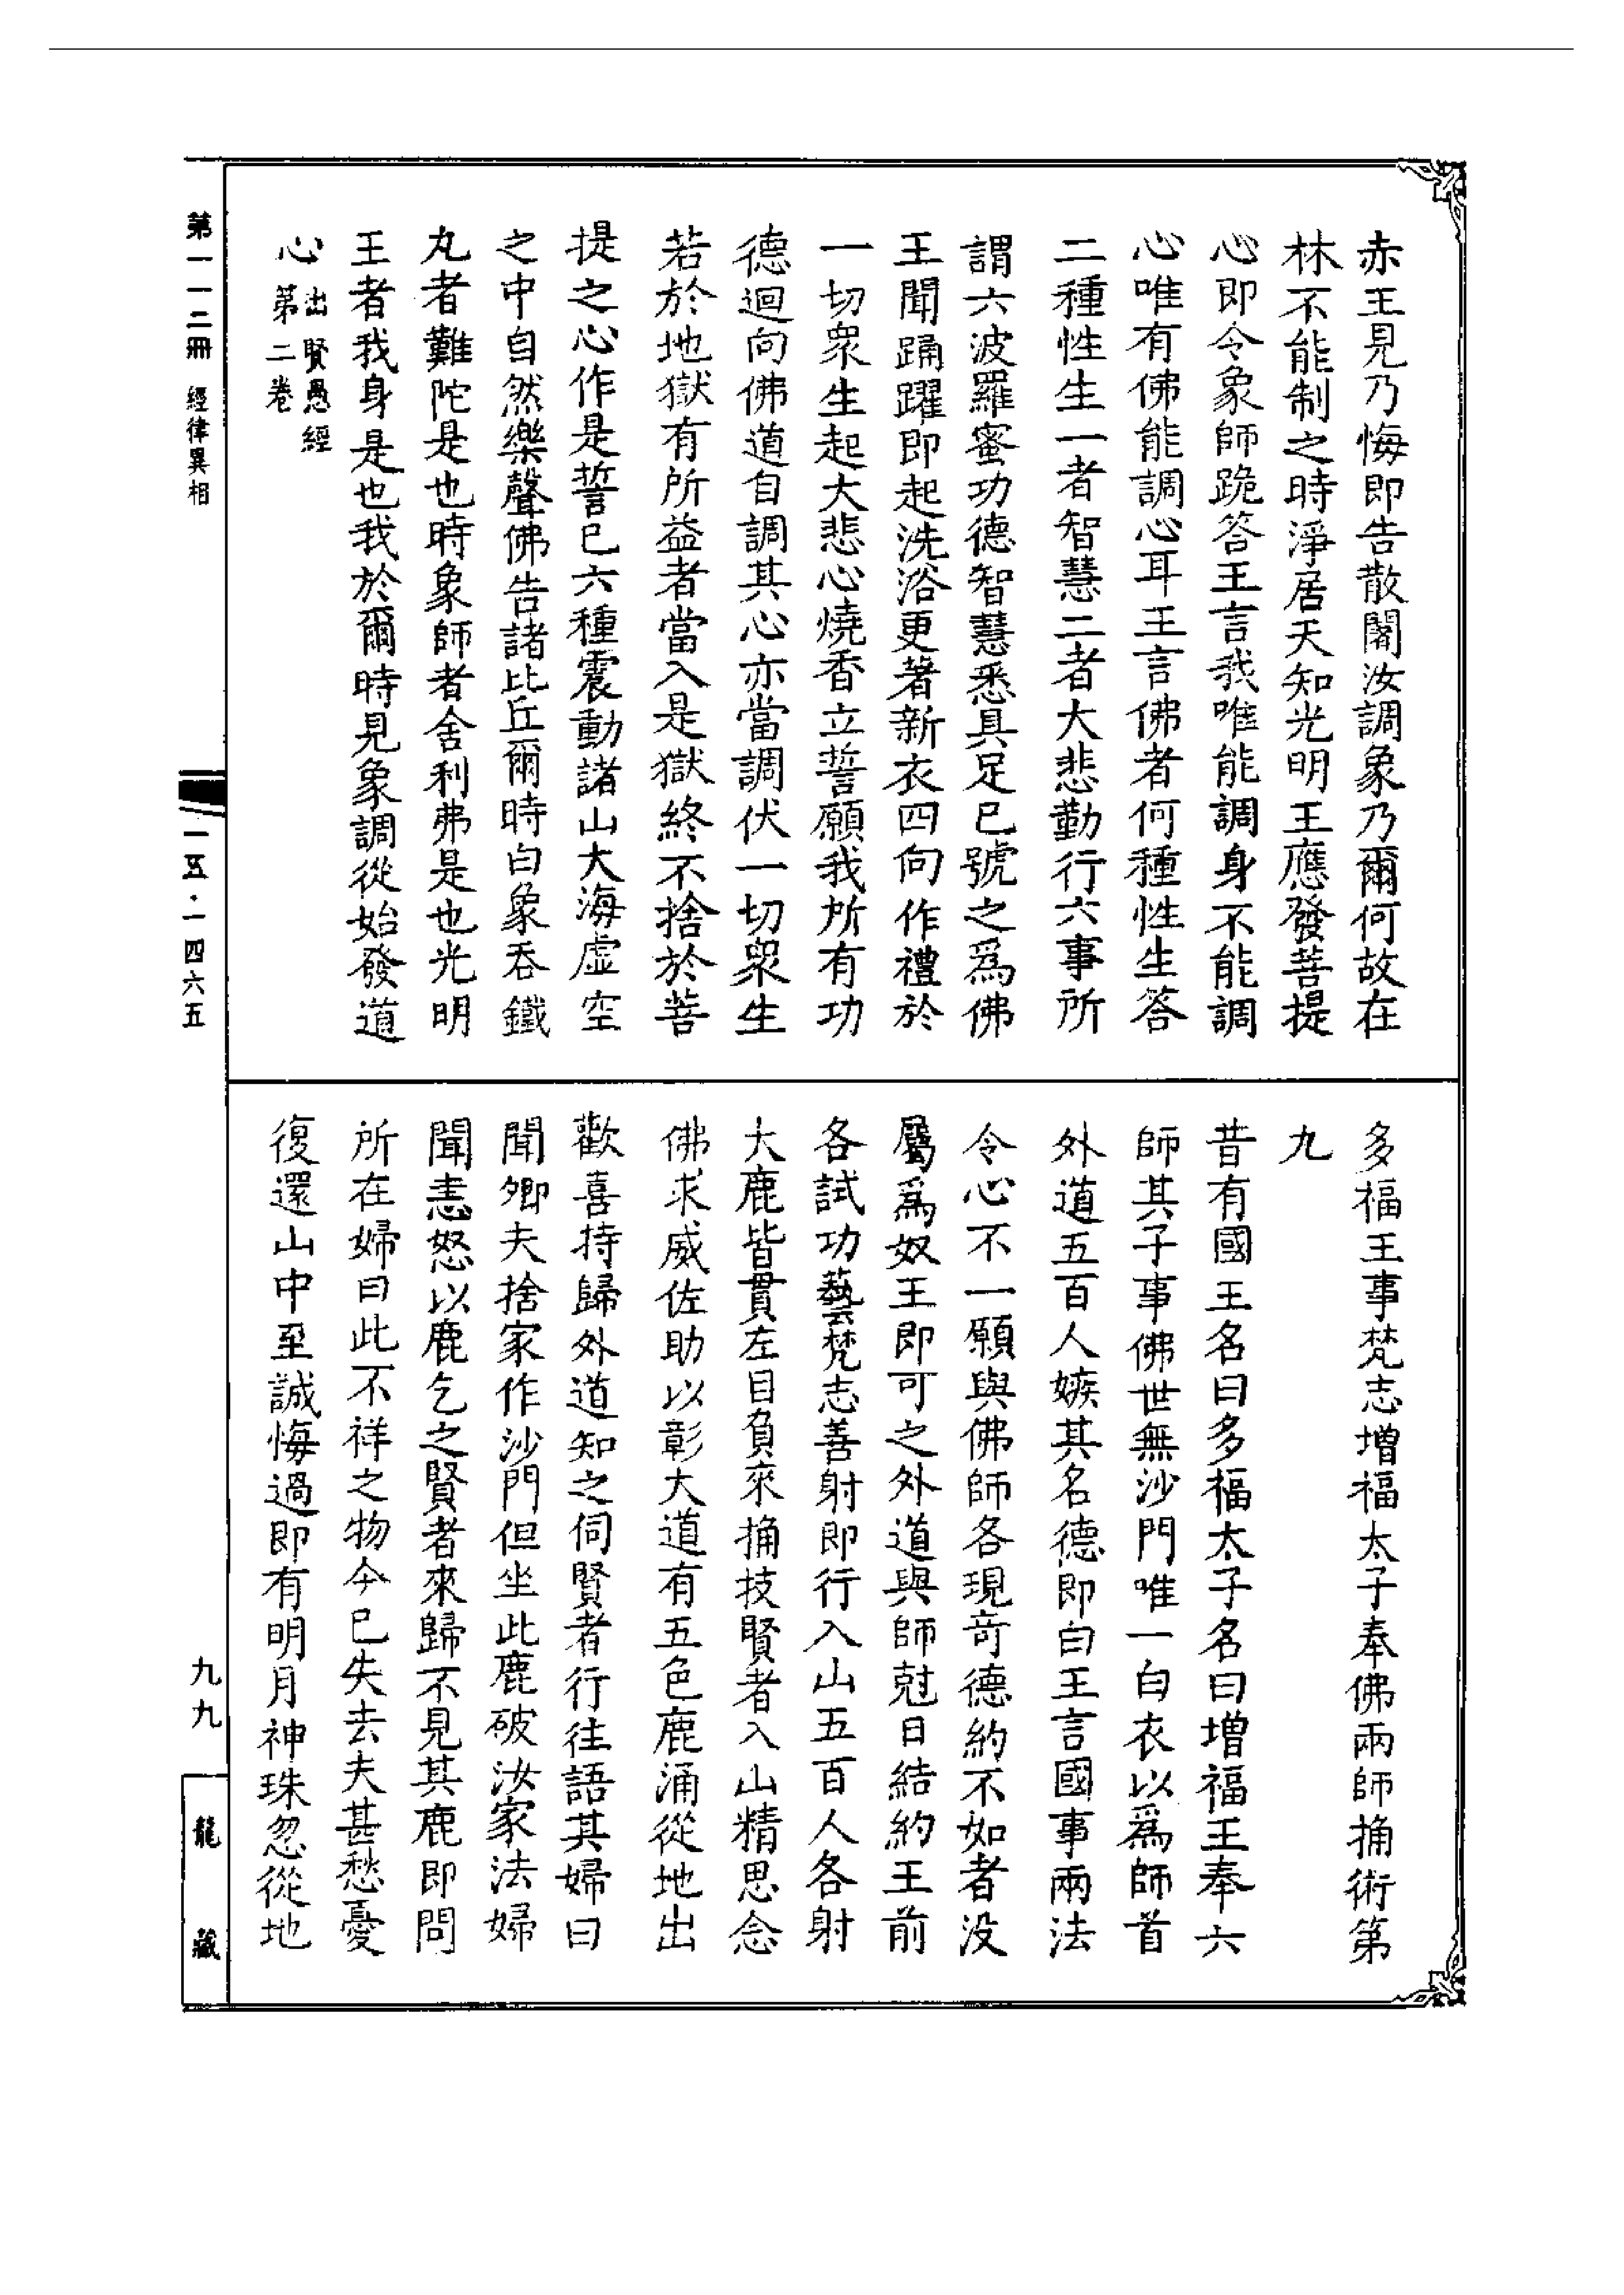 赤王見乃悔即告散闍汝調象乃爾何故在
林不能制之時淨居天知光明王應發菩提
心即令象師跪答王言我唯能調身不能調
心唯有佛能調心耳王言佛者何種性生答
二種性生一者智慧二者大悲勤行六事所
謂六波羅蜜功德智慧悉具足已號之爲佛
王聞踊躍即起洗浴更著新衣四向作禮於
一切衆生起大悲心燒香立誓願我所有功
德迴向佛道自調其心亦當調伏一切衆生
若於地獄有所益者當入是獄終不捨於菩
提之心作是誓已六種震動諸山大海虛空
之中自然樂聲佛告諸比丘爾時白象吞鐵
丸者難陀是也時象師者舍利弗是也光明
王者我身是也我於爾時見象調從始發道
心出賢愚經第二卷
多福王事梵志增福太子奉佛兩師捔術第
九
昔有國王名曰多福太子名曰增福王奉六
師其子事佛世無沙門唯一白衣以爲師首
外道五百人嫉其名德即白王言國事兩法
令心不一願與佛師各現奇德約不如者沒
屬爲奴王即可之外道與師尅日結約王前
各試功藝梵志善射即行入山五百人各射
大鹿皆貫左目負來捔技賢者入山精思念
佛求威佐助以彰大道有五色鹿涌從地出
歡喜持歸外道知之伺賢者行往語其婦曰
聞卿夫捨家作沙門但坐此鹿破汝家法婦
聞恚怒以鹿乞之賢者來歸不見其鹿即問
所在婦曰此不祥之物今已失去夫甚愁憂
復還山中至誠悔過即有明月神珠忽從地
第一一二冊 經律異相
一五·一四六五
九九
龍藏